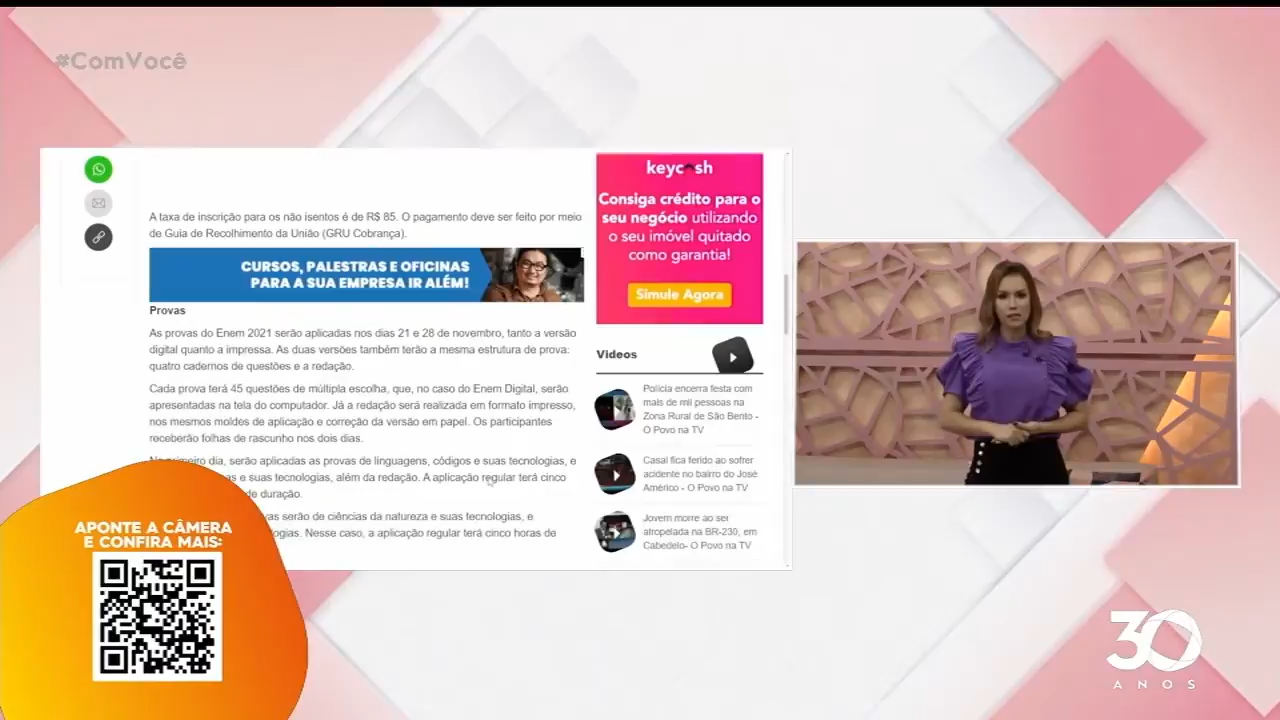 #ComVocê
A taxa de inscrição para os não isentos é de R$ 85. O pagamento deve ser feito por meio
de Guia de Recolhimento da União (GRU Cobrança).
CURSOS, PALESTRAS E OFICINAS
PARA A SUA EMPRESA IR ALÉM!
Provas
As provas do Enem 2021 serão aplicadas nos dias 21 e 28 de novembro, tanto a versão
digital quanto a impressa. As duas versões também terão a mesma estrutura de prova:
quatro cadernos de questões e a redação.
Cada prova terá 45 questões de múltipla escolha, que, no caso do Enem Digital, serão
apresentadas na tela do computador. Já a redação será realizada em formato impresso,
nos mesmos moldes de aplicação e correção da versão em papel. Os participantes
receberão folhas de rascunho nos dois dias.
dia, serão aplicadas as provas de linguagens, códigos e suas tecnologias, e
e suas tecnologias, além da redação. A aplicação regular terá cinco
de duração.
serão de ciências da natureza e suas tecnologias, e
Nesse caso, a aplicação regular terá cinco horas de
keycash
Consiga crédito para o
seu negócio utilizando
o seu imóvel quitado
como garantia!
Simule Agora
Videos
Polícia encerra festa com
mais de mil pessoas na
Zona Rural de São Bento -
O Povo na TV
Casal fica ferido ao sofrer
acidente no bairro do José
Américo - O Povo na TV
Jovem morre ao ser
atropelada na BR-230, em
Cabedelo- O Povo na TV
APONTE A CÂMERA
E CONFIRA MAIS:
30
ANOS